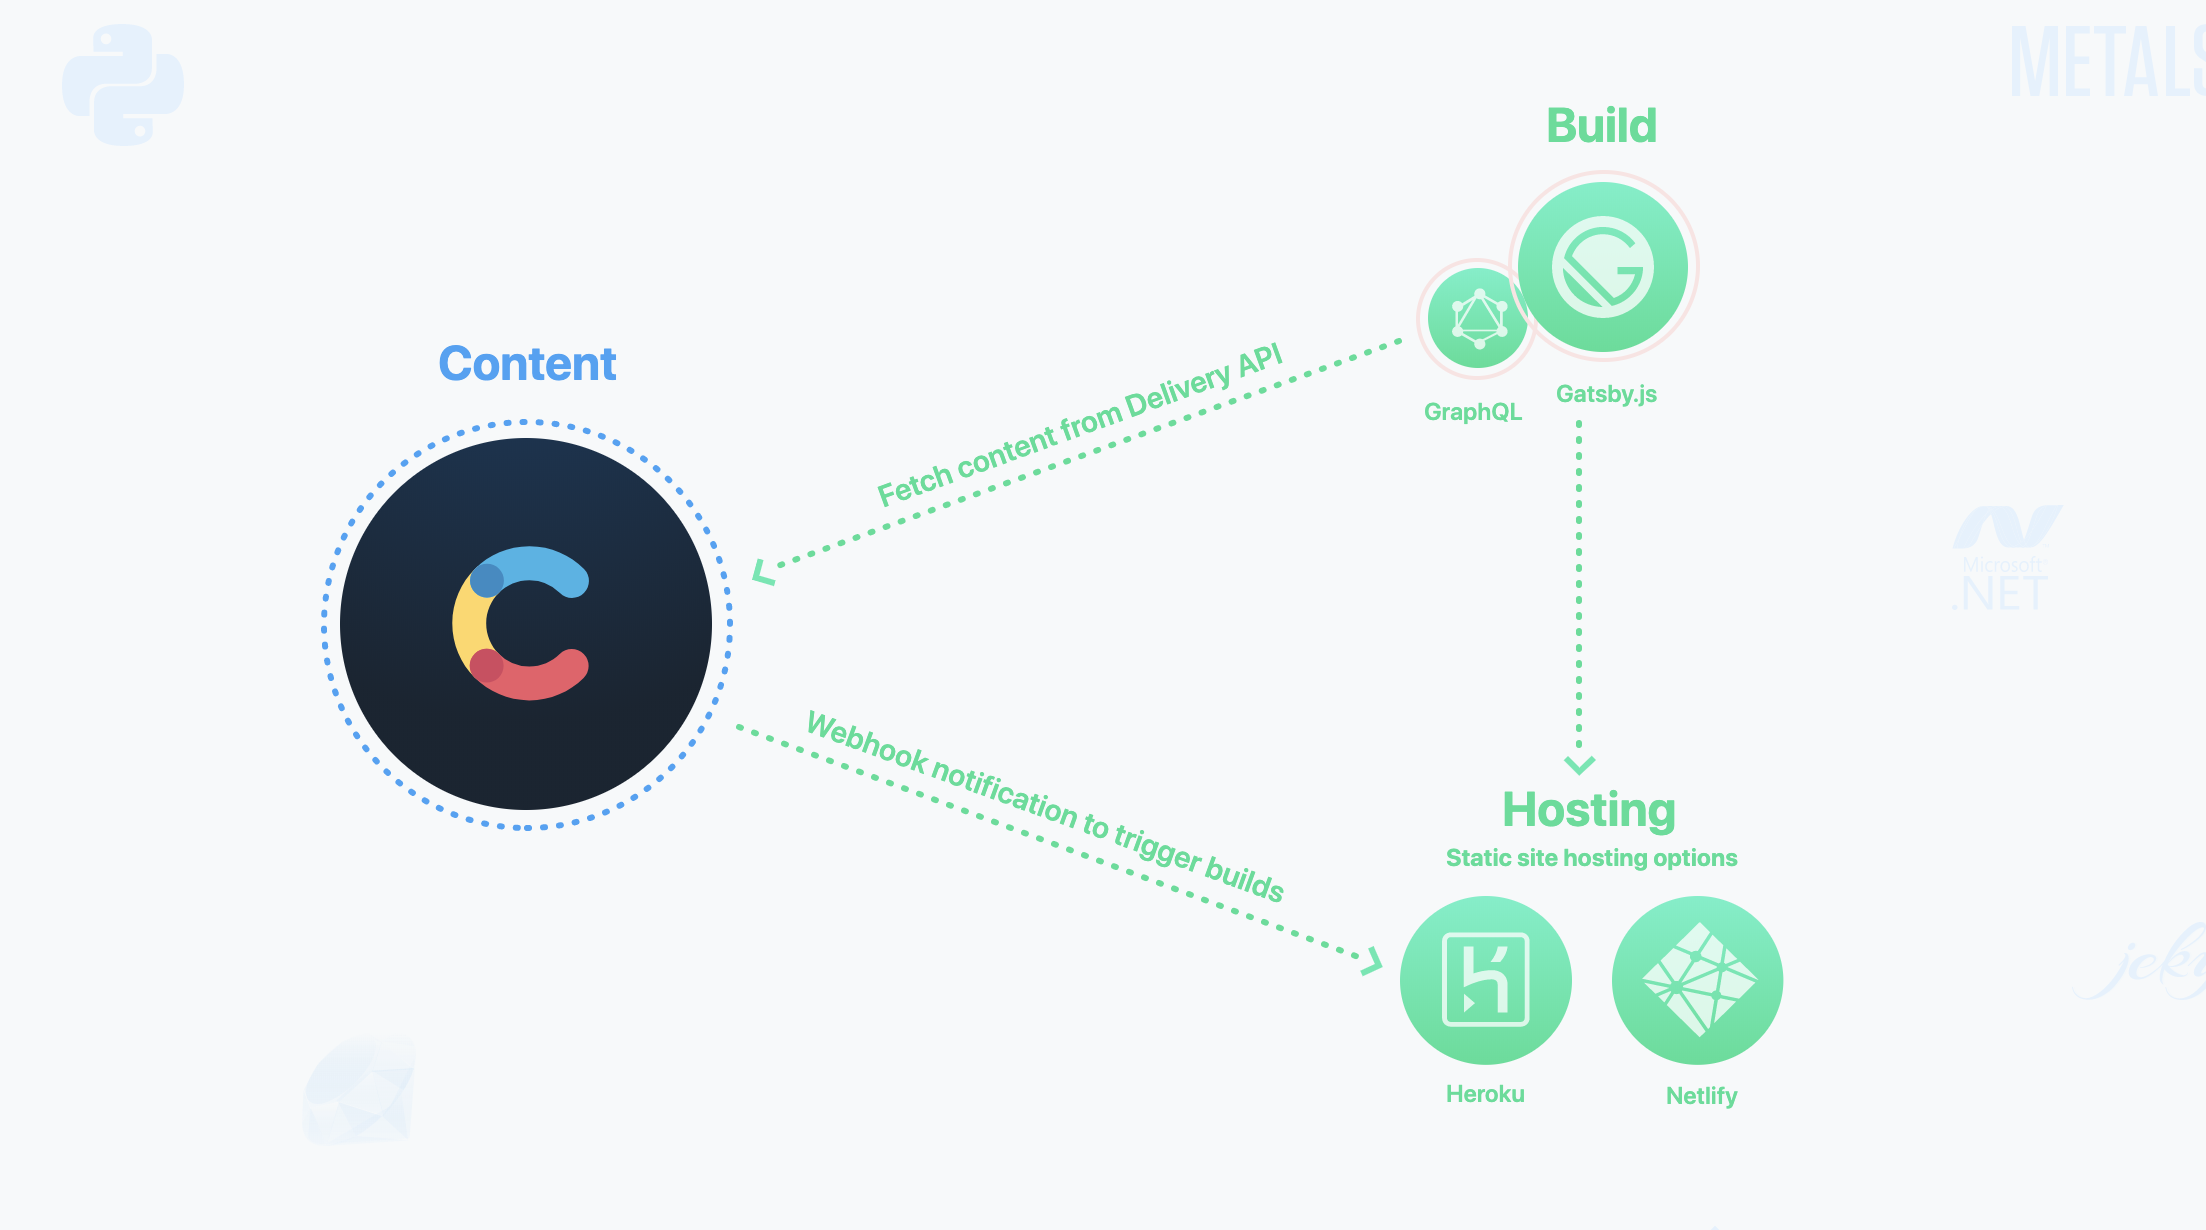 METALS
Build
Content
Gatsby.js
GraphQL
Fetch content from Delivery API
Microsoft
.NET
Webhook notification to trigger builds
Hosting
Static site hosting options
Heroku
Netlify